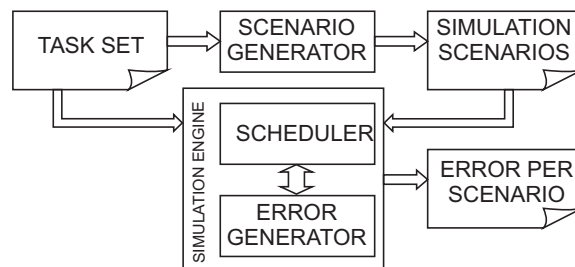 TASK SET
SCENARIO
GENERATOR
SIMULATION
SCENARIOS
SIMULATION ENGINE
SCHEDULER
ERROR
GENERATOR
ERROR PER
SCENARIO